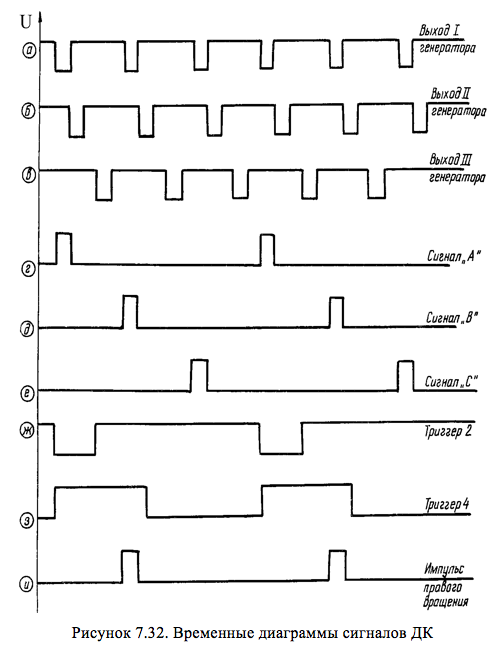 U
а
Выход I
генератора
б
Выход II
генератора
в
Выход III
генератора
г
Сигнал „А"
д
Сигнал „В"
е
Сигнал „С"
ж
Триггер 2
з
Триггер 4
и
Импульс
правого
вращения
Рисунок 7.32. Временные диаграммы сигналов ДК